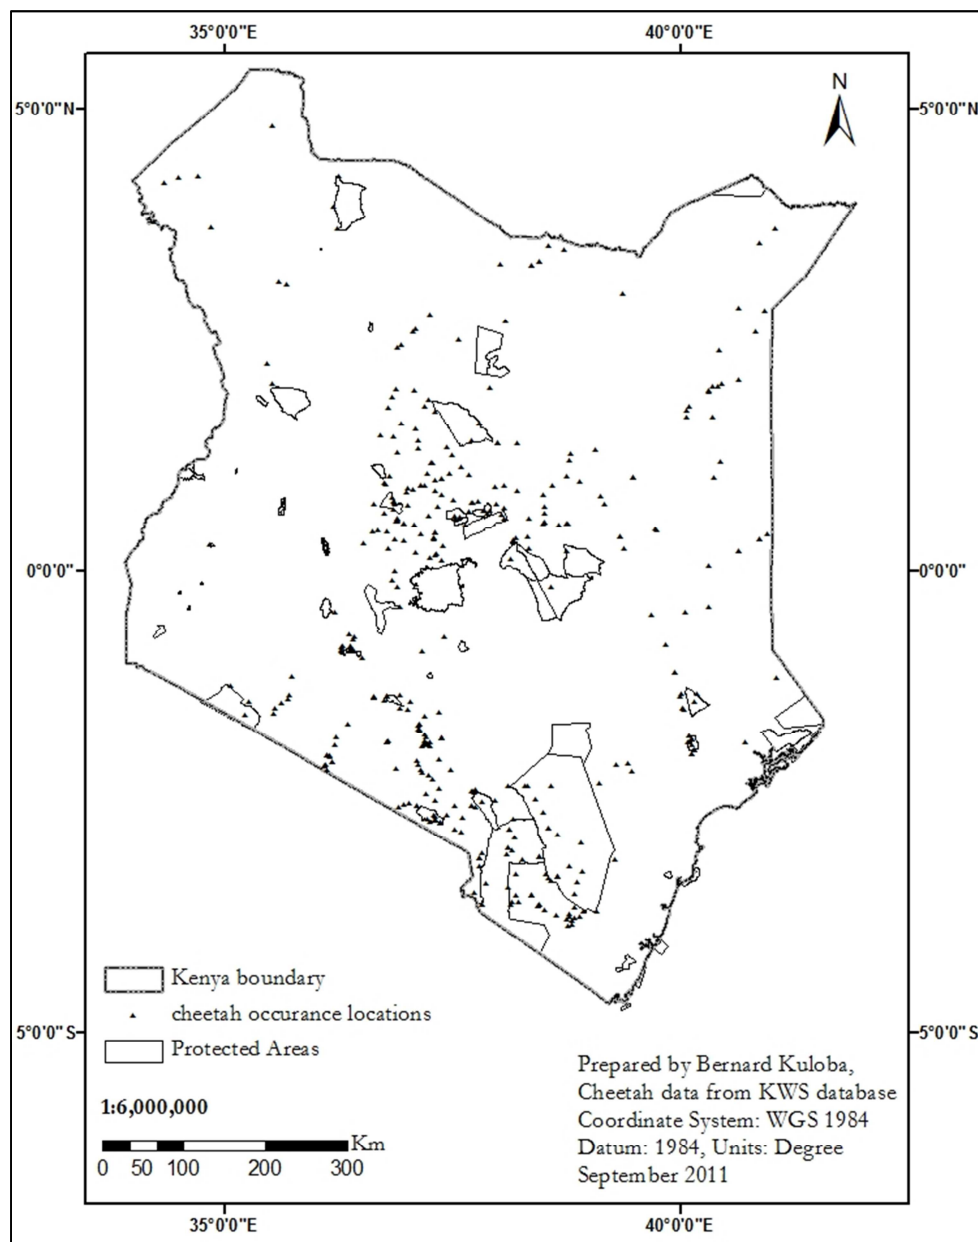 35°0'0"E 40°0'0"E
N
5°0'0"N 5°0'0"N
0°0'0" 0°0'0"
Kenya boundary
cheetah occurance locations
Protected Areas
5°0'0"S 5°0'0"S
Prepared by Bernard Kuloba,
Cheetah data from KWS database
Coordinate System: WGS 1984
Datum: 1984, Units: Degree
September 2011
1:6,000,000
Km
0 50 100 200 300
35°0'0"E 40°0'0"E